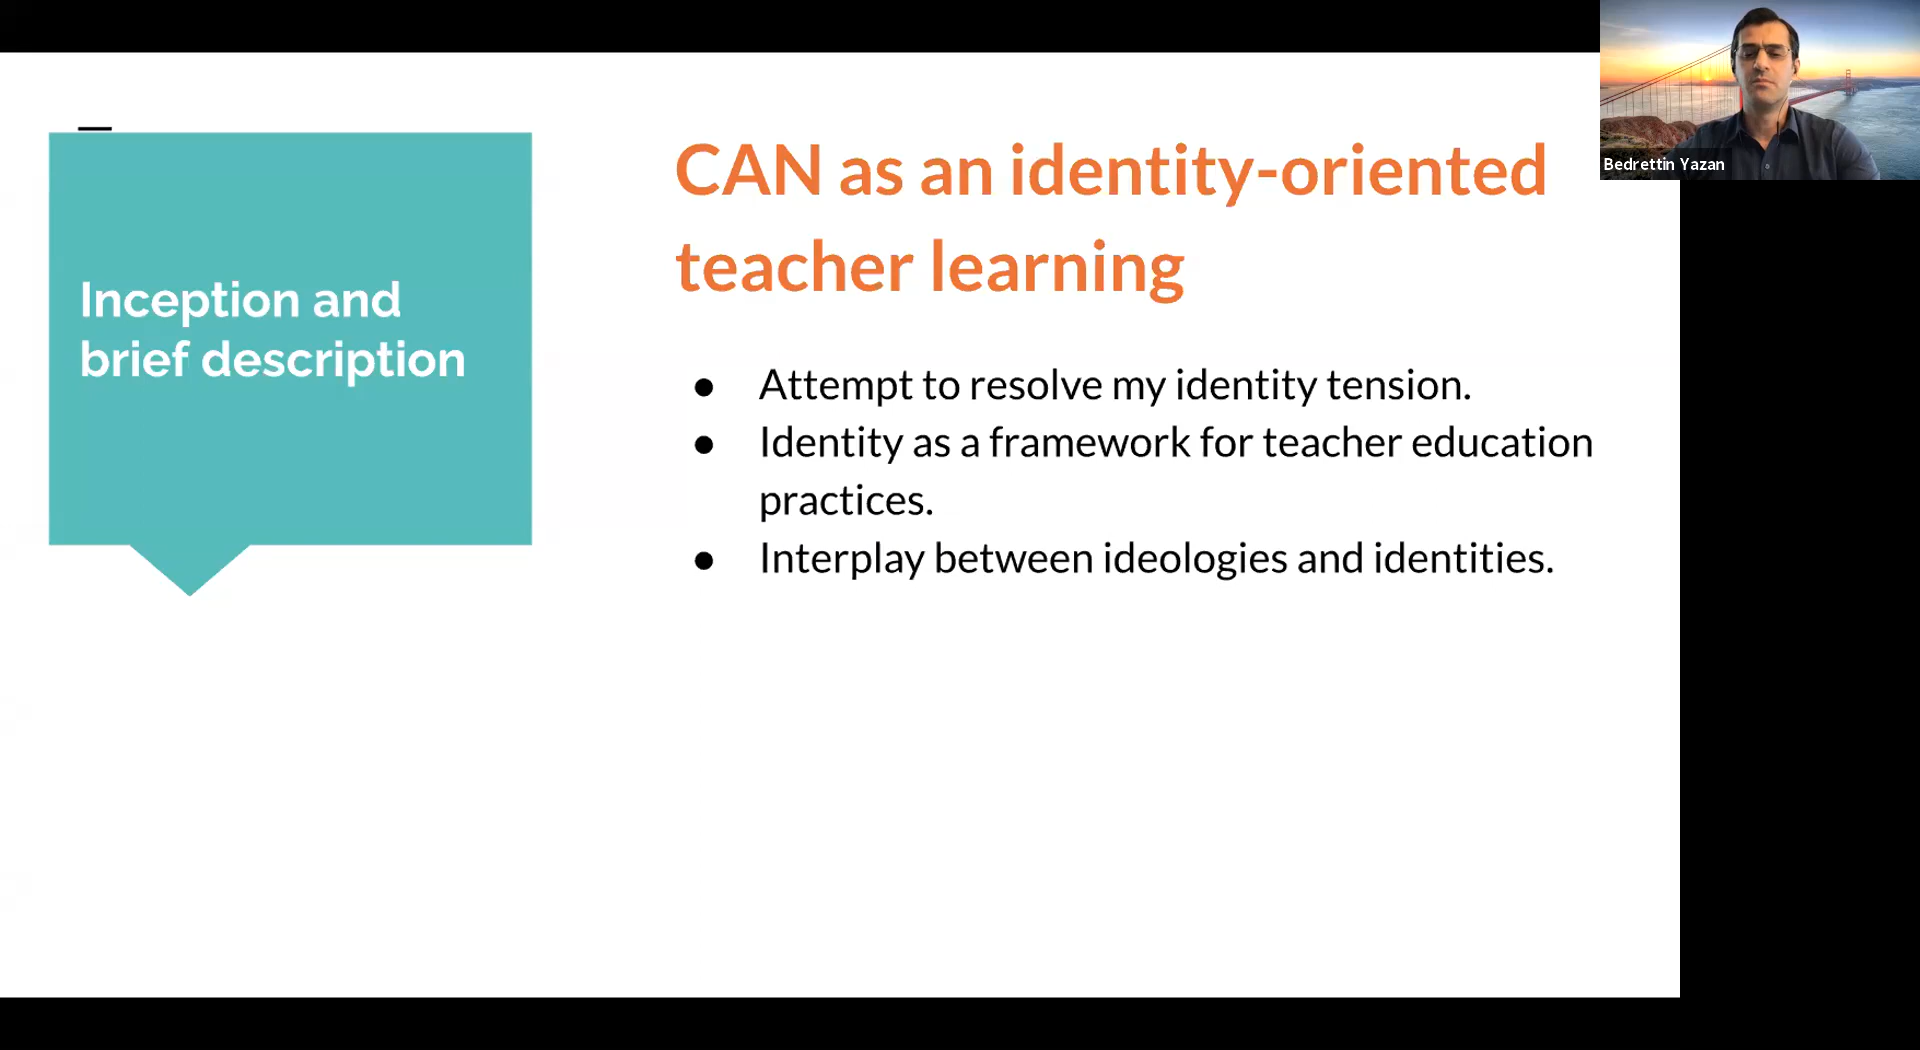 Inception and
brief description
CAN as an identity-oriented
teacher learning
● Attempt to resolve my identity tension.
● Identity as a framework for teacher education
practices.
● Interplay between ideologies and identities.
Bedrettin Yazan